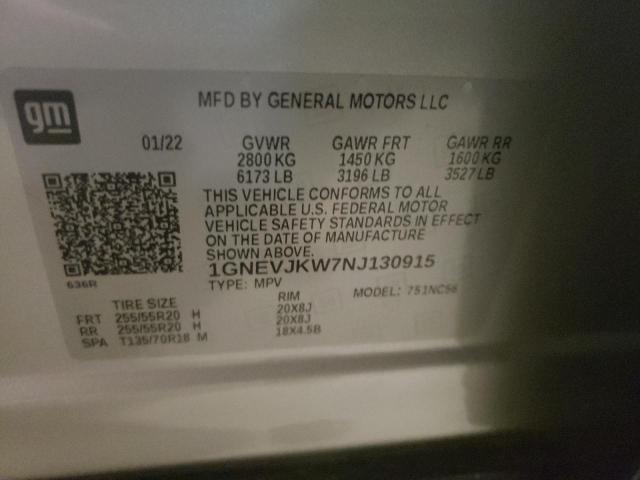 gm
MFD BY GENERAL MOTORS LLC
01/22 GVWR GAWR FRT GAWR RR
2800 KG 1450 KG 1600 KG
6173 LB 3196 LB 3527 LB
THIS VEHICLE CONFORMS TO ALL
APPLICABLE U.S. FEDERAL MOTOR
VEHICLE SAFETY STANDARDS IN EFFECT
ON THE DATE OF MANUFACTURE
SHOWN ABOVE.
1GNEVJKW7NJ130915
636R
TYPE: MPV MODEL: 751NC56
TIRE SIZE RIM
FRT 255/55R20 H 20X8J
RR 255/55R20 H 20X8J
SPA T135/70R18 M 18X4.5B